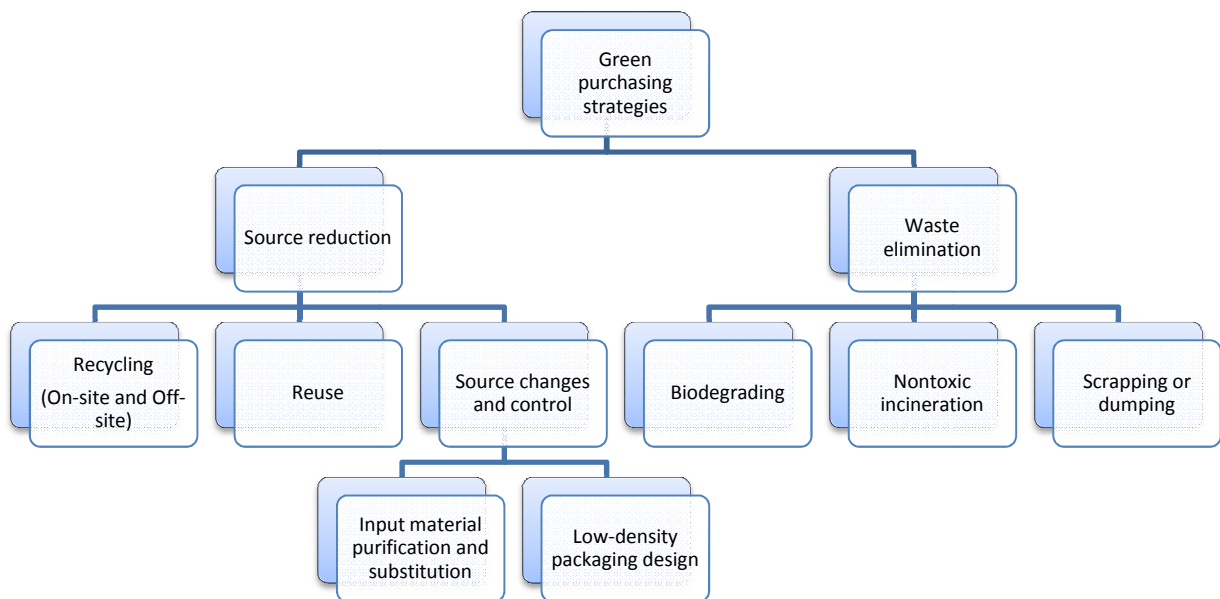 Green
purchasing
strategies
Source reduction
Waste
elimination
Recycling
(On-site and Off-
site)
Reuse
Source changes
and control
Biodegrading
Nontoxic
incineration
Scrapping or
dumping
Input material
purification and
substitution
Low-density
packaging design